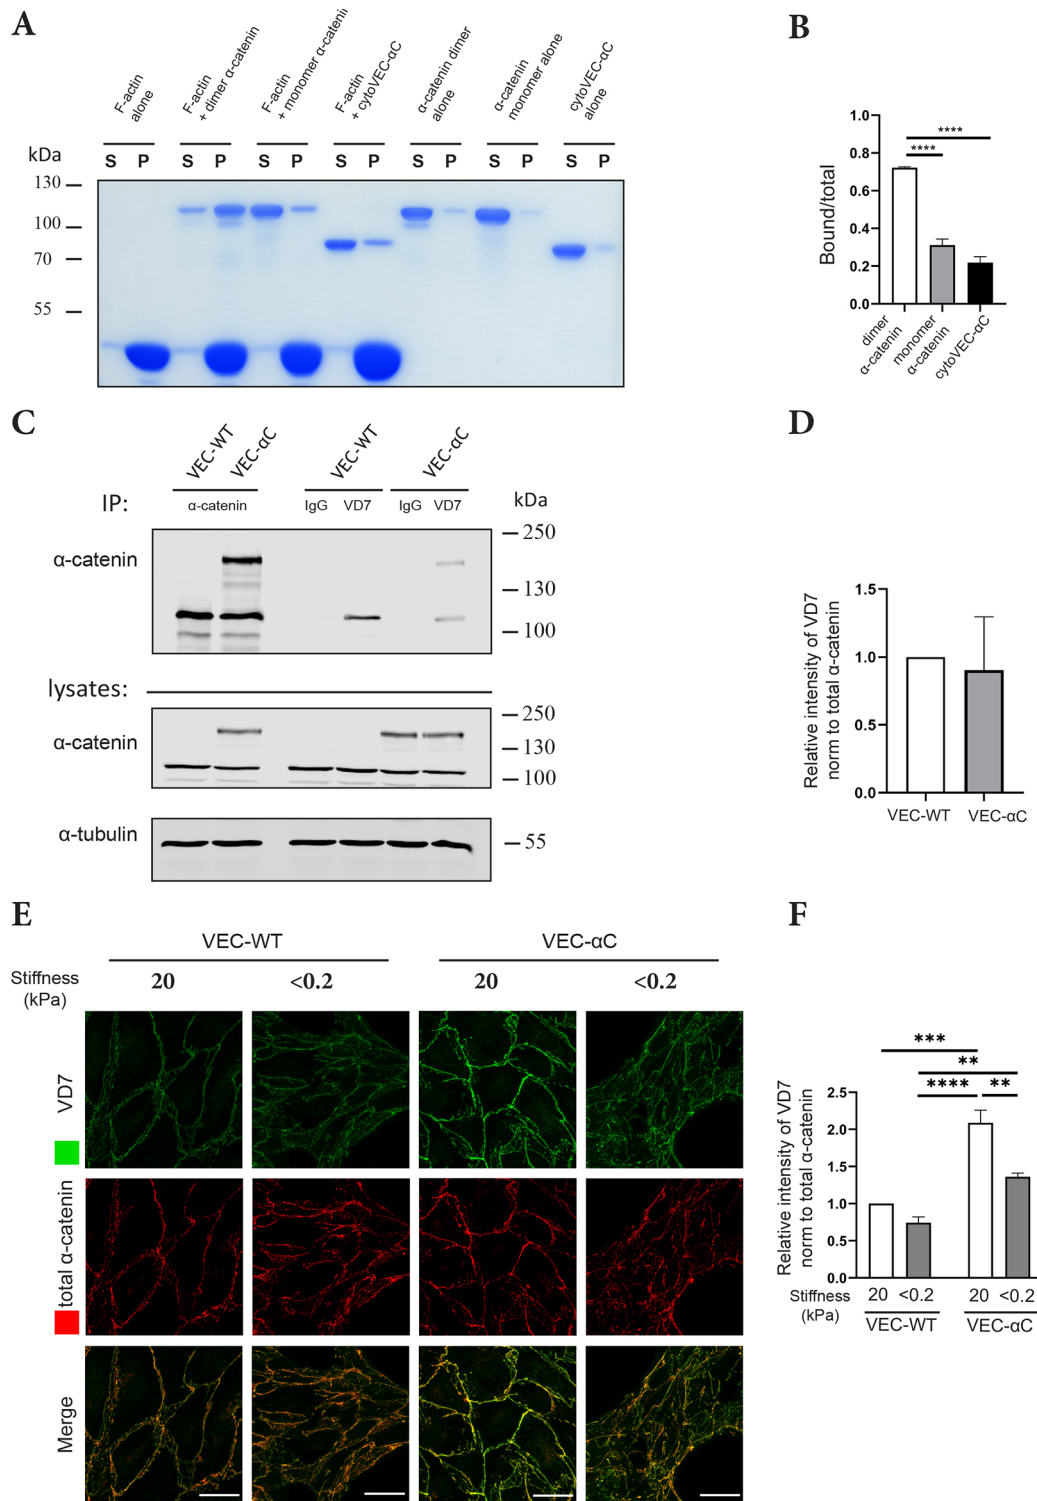 A
F-actin
alone
F-actin
+ dimer α-catenin
F-actin
+ monomer α-catenin
F-actin
+ cytoVEC-αC
α-catenin dimer
alone
α-catenin
monomer alone
cytoVEC-αC
alone
kDa
S P S P S P S P S P S P S P
130
100
70
55
B
Bound/total
1.0
0.8
0.6
0.4
0.2
0.0
****
****
dimer
α-catenin
monomer
α-catenin
cytoVEC-αC
C
VEC-WT
VEC-αC
VEC-WT
VEC-αC
IP:
α-catenin
IgG VD7 IgG VD7
kDa
α-catenin
250
130
100
lysates:
α-catenin
250
130
100
α-tubulin
55
D
Relative intensity of VD7
norm to total α-catenin
1.5
1.0
0.5
0.0
VEC-WT VEC-αC
E
VEC-WT VEC-αC
Stiffness
(kPa)
20 <0.2 20 <0.2
VD7
total α-catenin
Merge
F
***
**
**** **
Relative intensity of VD7
norm to total α-catenin
2.5
2.0
1.5
1.0
0.5
0.0
Stiffness
(kPa)
20 <0.2 20 <0.2
VEC-WT VEC-αC